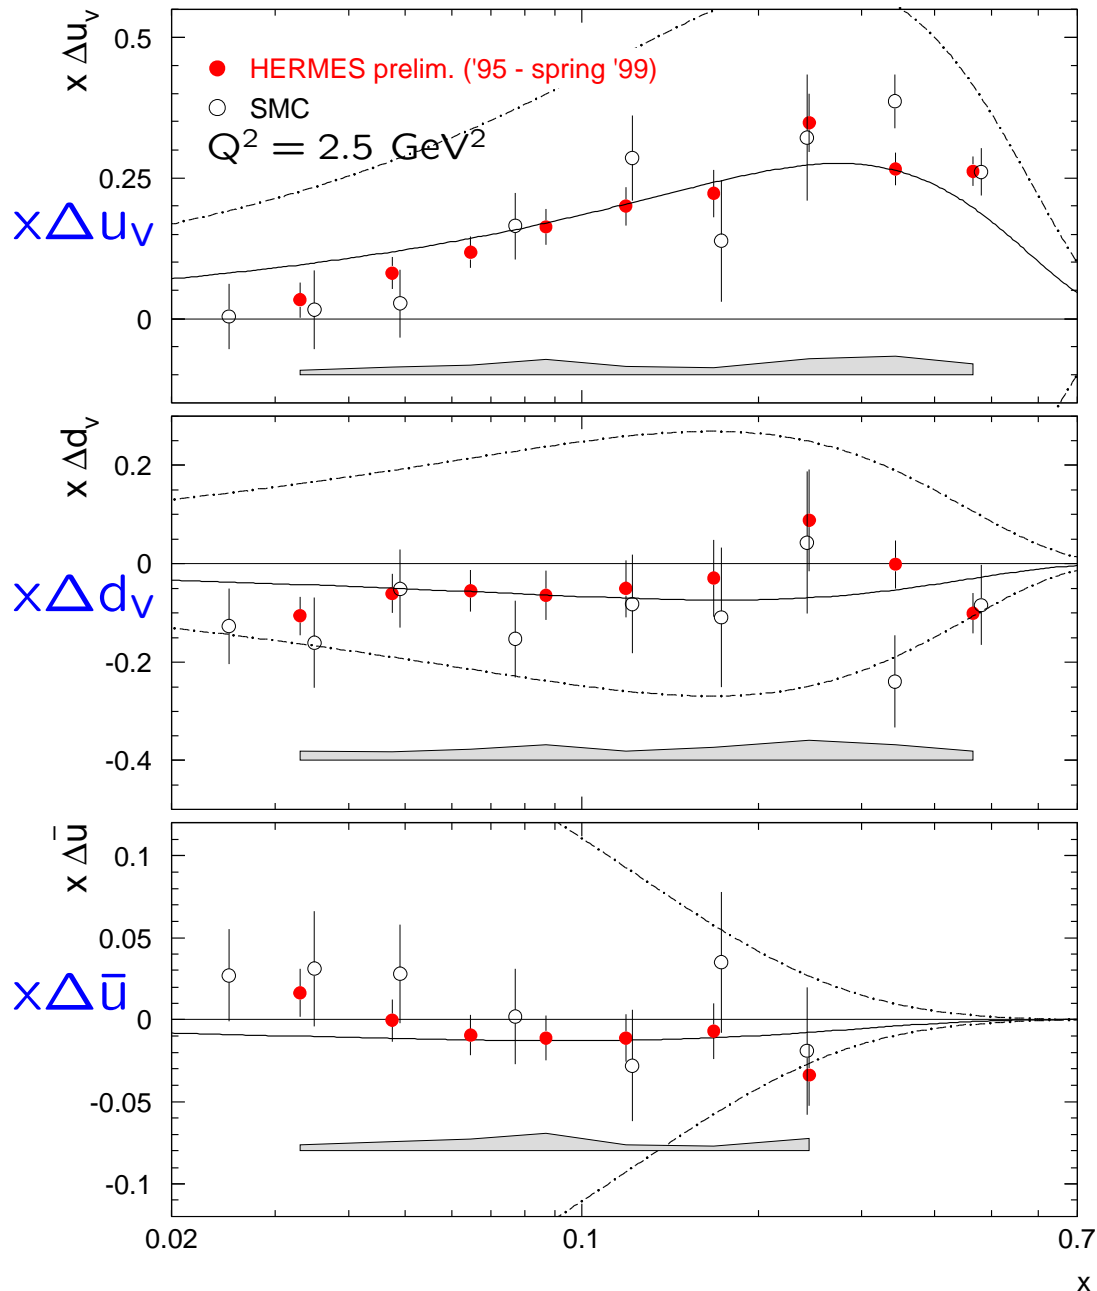 x Δu_v
0.5
0.25
0
HERMES prelim. ('95 - spring '99)
SMC
Q² = 2.5 GeV²
xΔu_v
x Δd_v
0.2
0
-0.2
-0.4
xΔd_v
x Δū
0.1
0.05
0
-0.05
-0.1
xΔū
0.02 0.1 0.7
x